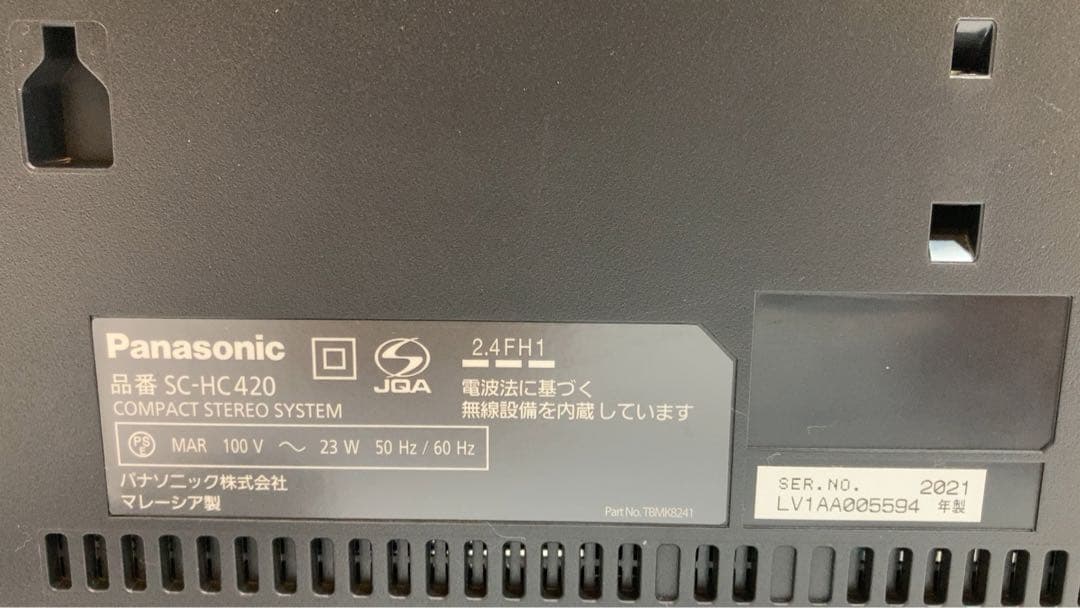 Panasonic
品番 SC-HC420
COMPACT STEREO SYSTEM
JQA
2.4FH1
電波法に基づく
無線設備を内蔵しています
PS
E
MAR 100 V ～ 23 W 50 Hz / 60 Hz
パナソニック株式会社
マレーシア製
Part No. TBMK8241
SER.NO. 2021
LV1AA005594 年製